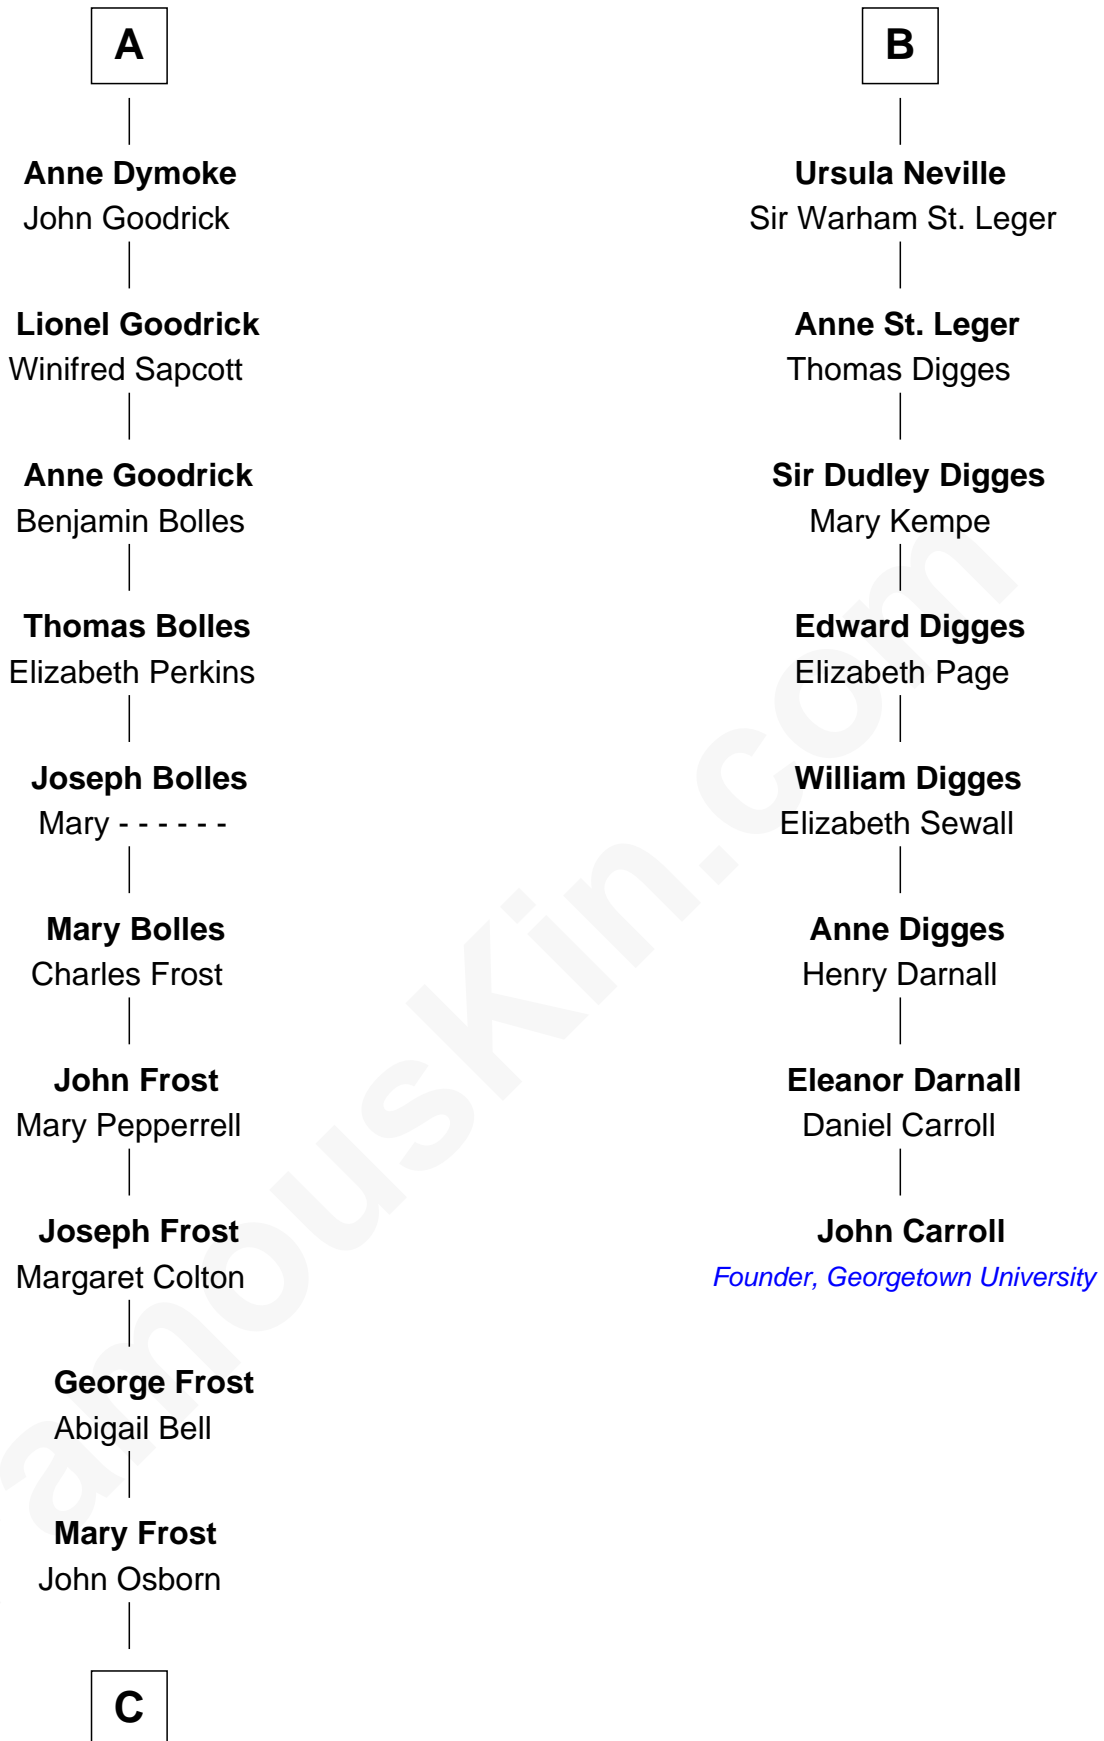 A
Anne Dymoke
John Goodrick
Lionel Goodrick
Winifred Sapcott
Anne Goodrick
Benjamin Bolles
Thomas Bolles
Elizabeth Perkins
Joseph Bolles
Mary - - - - - -
Mary Bolles
Charles Frost
John Frost
Mary Pepperrell
Joseph Frost
Margaret Colton
George Frost
Abigail Bell
Mary Frost
John Osborn
C
B
Ursula Neville
Sir Warham St. Leger
Anne St. Leger
Thomas Digges
Sir Dudley Digges
Mary Kempe
Edward Digges
Elizabeth Page
William Digges
Elizabeth Sewall
Anne Digges
Henry Darnall
Eleanor Darnall
Daniel Carroll
John Carroll
Founder, Georgetown University
amouskin.com